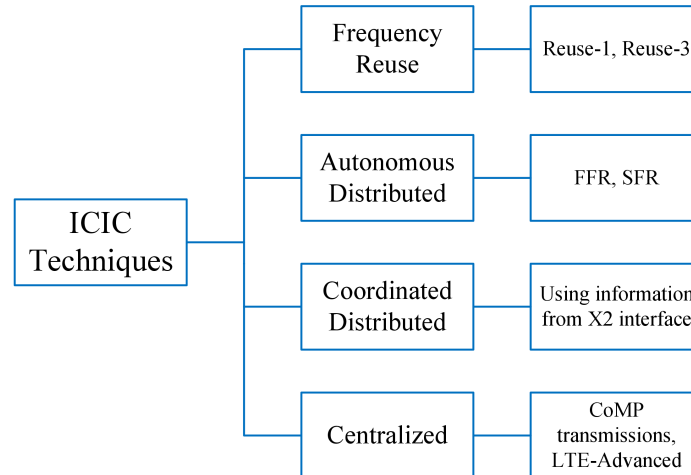 ICIC
Techniques
Frequency
Reuse
Reuse-1, Reuse-3
Autonomous
Distributed
FFR, SFR
Coordinated
Distributed
Using information
from X2 interface
Centralized
CoMP
transmissions,
LTE-Advanced